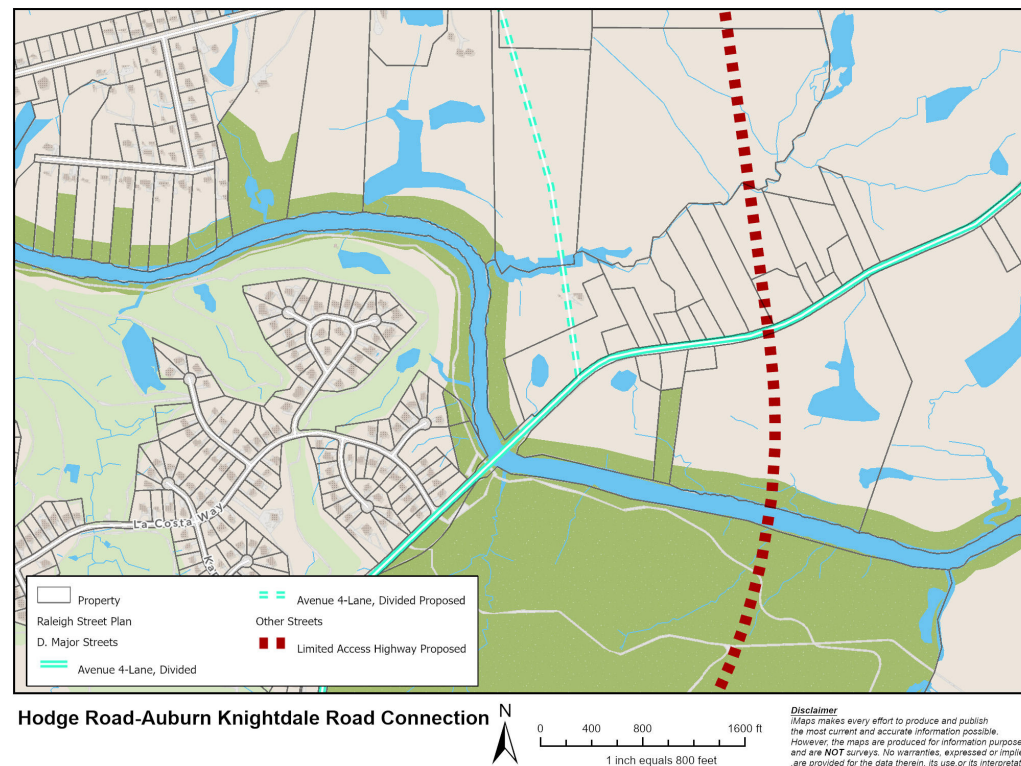 La Costa Way
Property
Raleigh Street Plan
D. Major Streets
Avenue 4-Lane, Divided
Avenue 4-Lane, Divided Proposed
Other Streets
Limited Access Highway Proposed
Hodge Road-Auburn Knightdale Road Connection
N
0 400 800 1600 ft
1 inch equals 800 feet
Disclaimer
iMaps makes every effort to produce and publish
the most current and accurate information possible.
However, the maps are produced for information purpose
and are NOT surveys. No warranties, expressed or implie
,are provided for the data therein, its use,or its interpretat